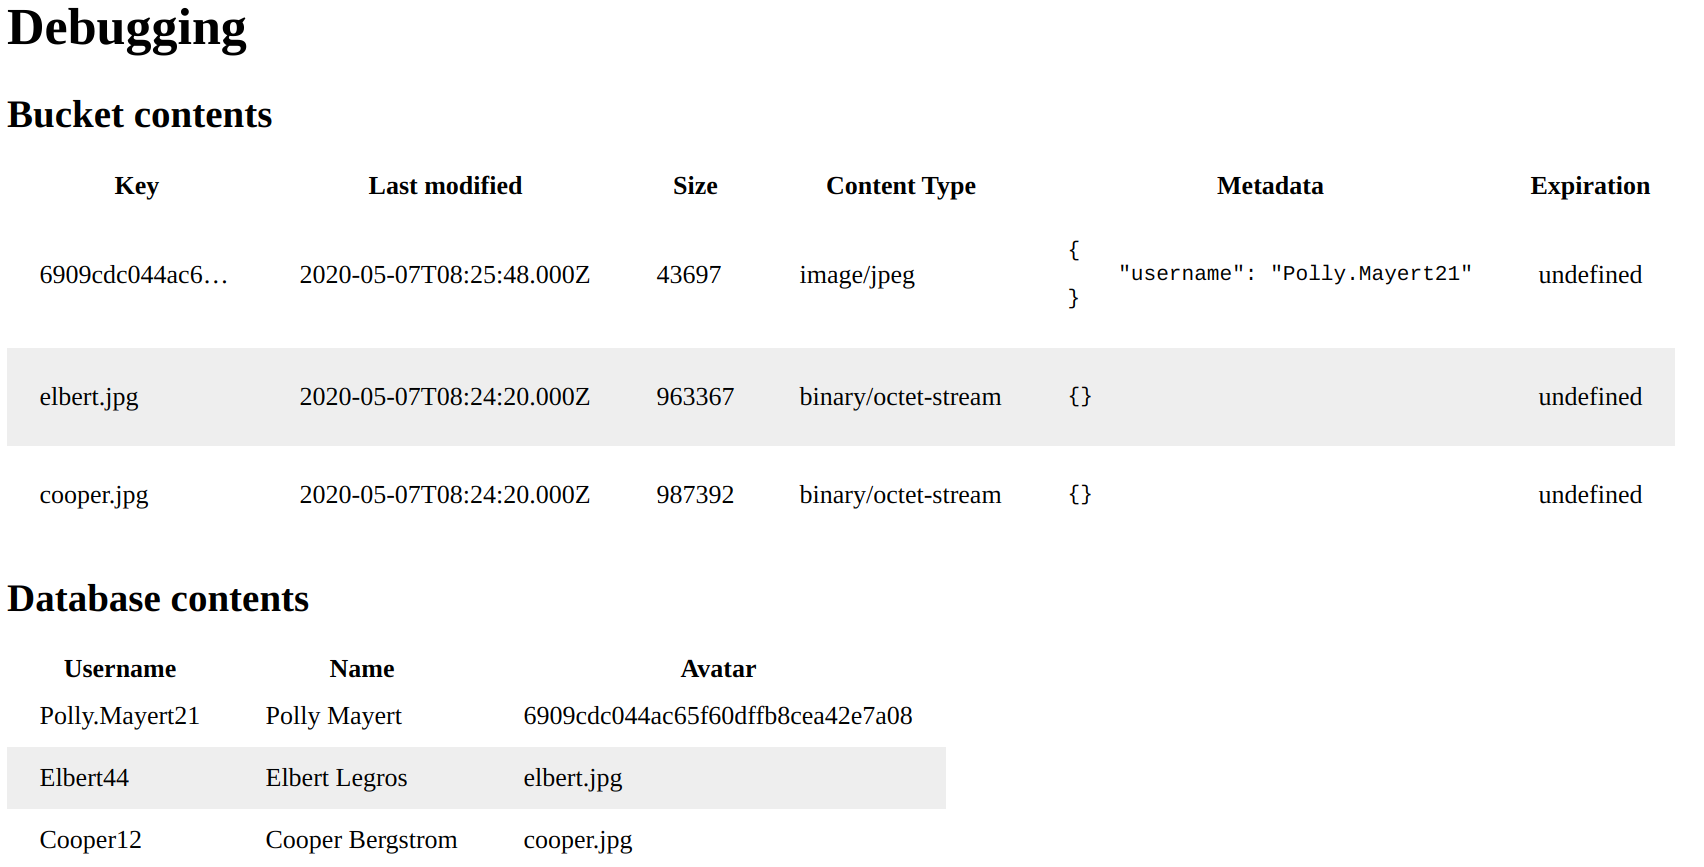 Debugging
Bucket contents
Key Last modified Size Content Type Metadata Expiration
6909cdc044ac6… 2020-05-07T08:25:48.000Z 43697 image/jpeg { "username": "Polly.Mayert21" } undefined
elbert.jpg 2020-05-07T08:24:20.000Z 963367 binary/octet-stream {} undefined
cooper.jpg 2020-05-07T08:24:20.000Z 987392 binary/octet-stream {} undefined
Database contents
Username Name Avatar
Polly.Mayert21 Polly Mayert 6909cdc044ac65f60dffb8cea42e7a08
Elbert44 Elbert Legros elbert.jpg
Cooper12 Cooper Bergstrom cooper.jpg